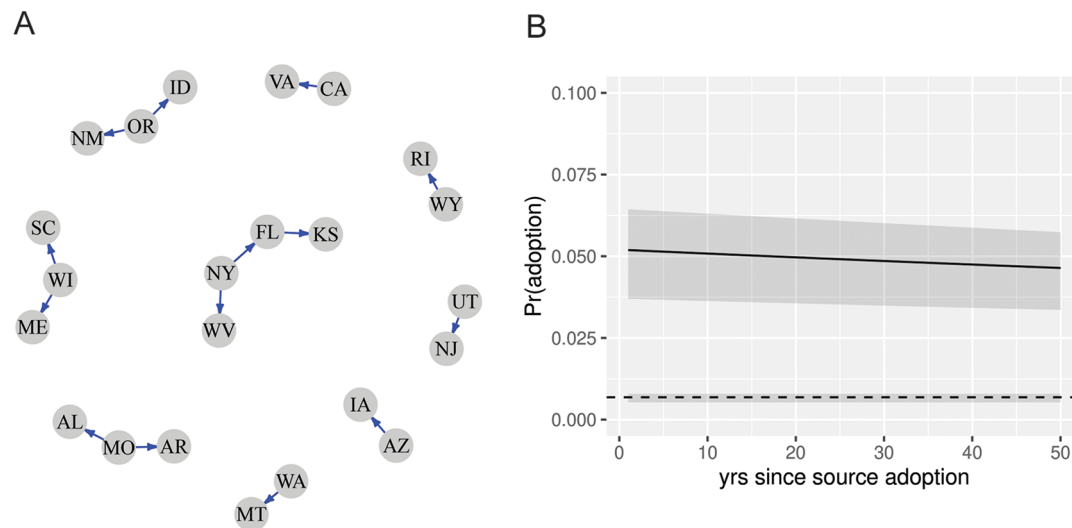 A
B
ID
VA
CA
NM
OR
RI
WY
SC
FL
KS
WI
NY
ME
WV
UT
NJ
AL
MO
AR
IA
AZ
WA
MT
0.100
0.075
0.050
0.025
0.000
Pr(adoption)
0
10
20
30
40
50
yrs since source adoption